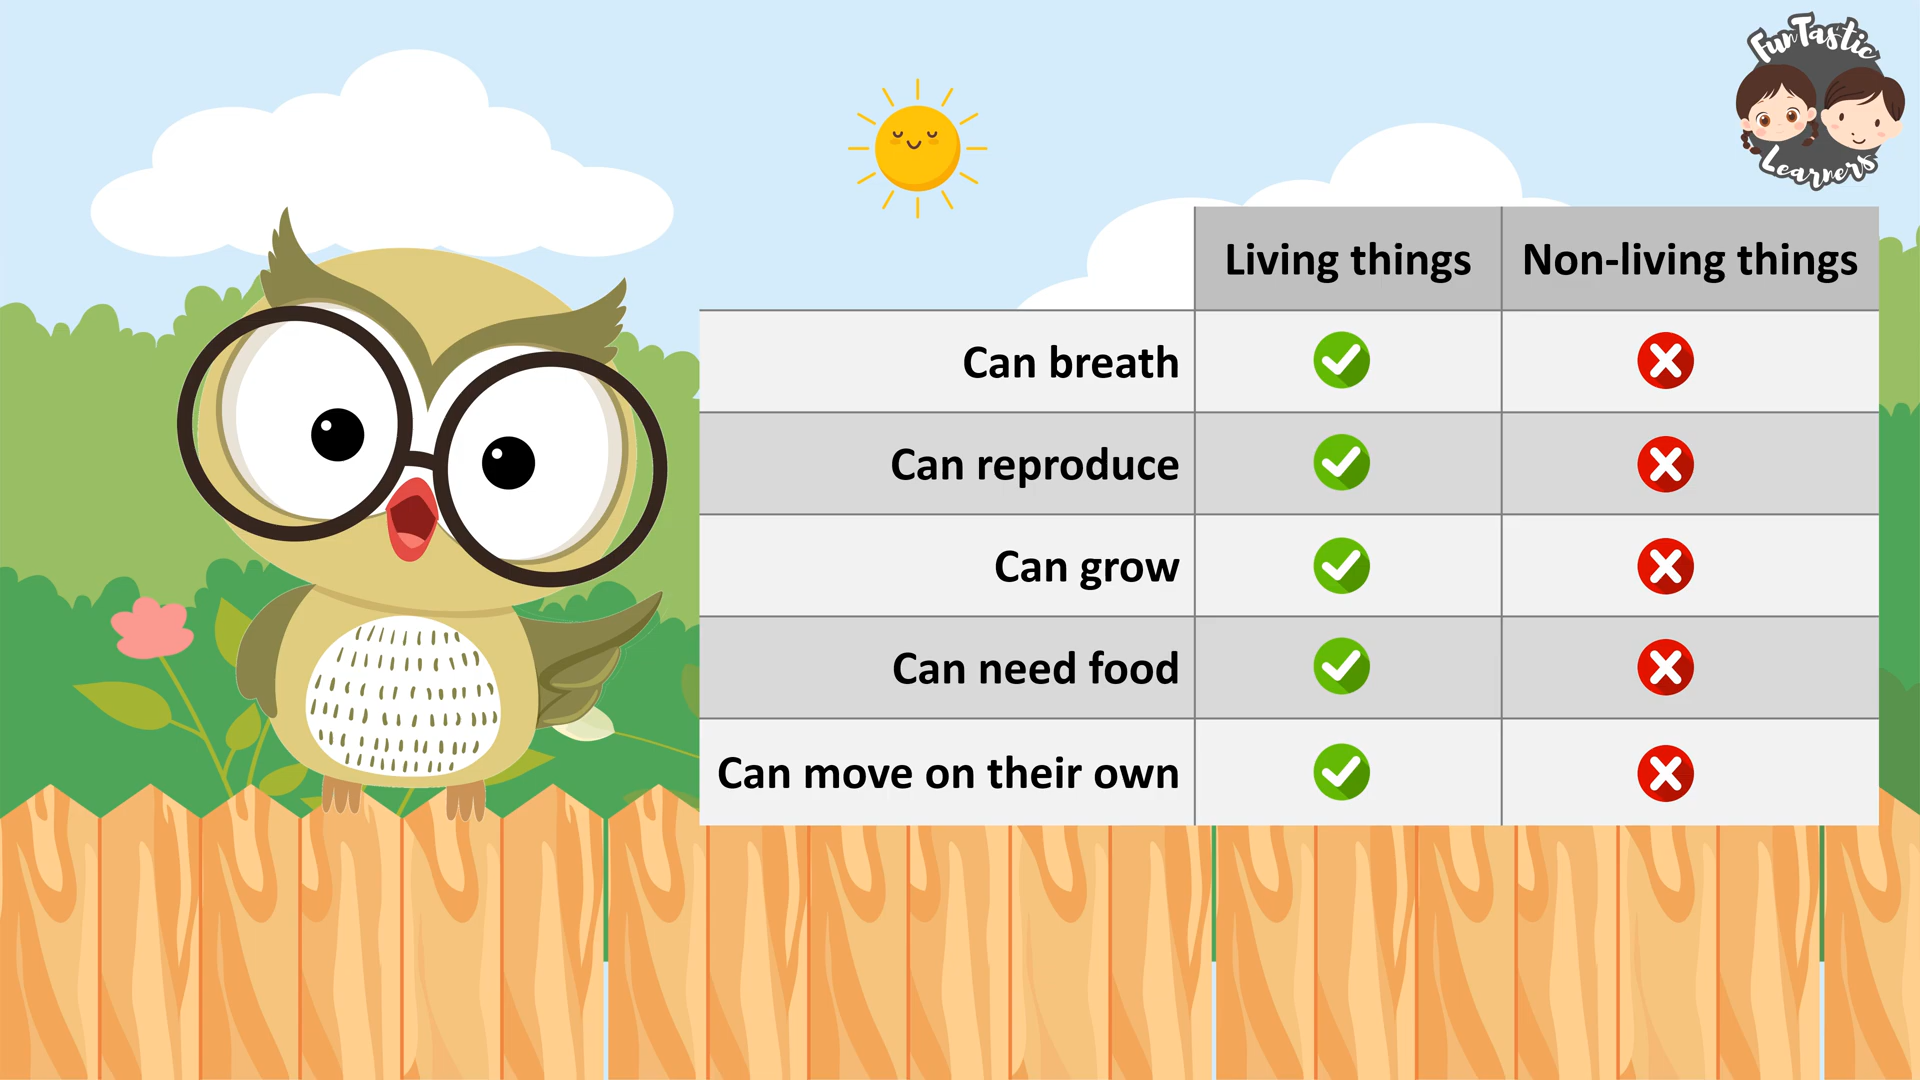 FunTastic
Learners
Living things Non-living things
Can breath
Can reproduce
Can grow
Can need food
Can move on their own